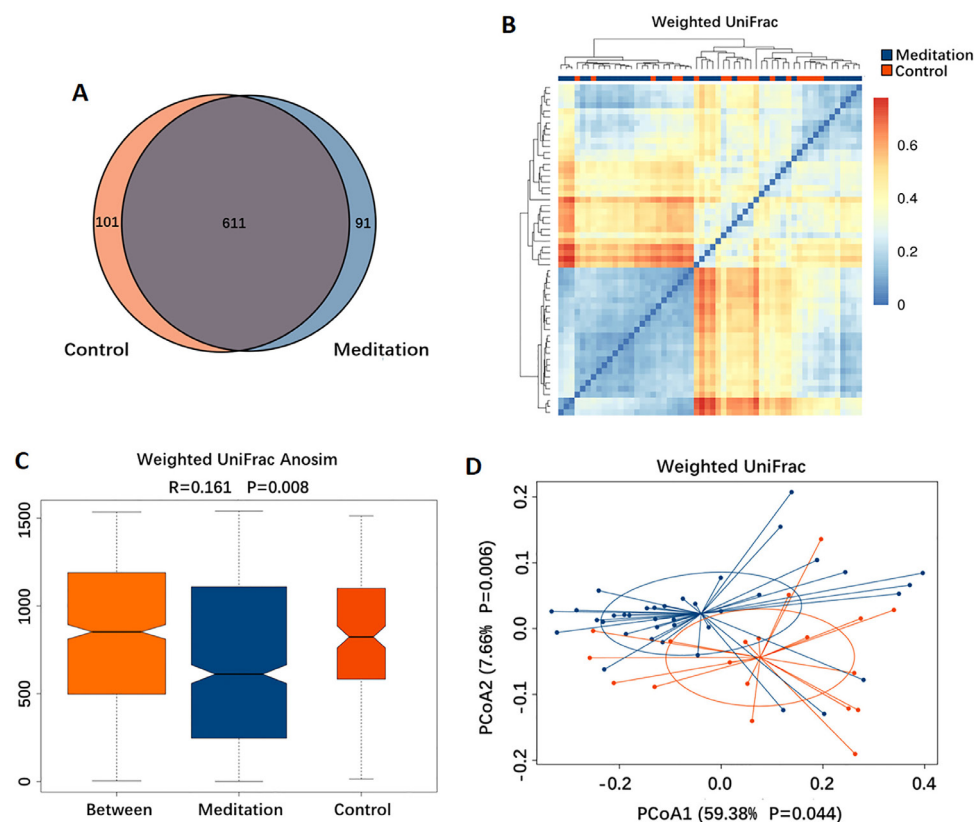 A
101
611
91
Control
Meditation
B
Weighted UniFrac
Meditation
Control
0.6
0.4
0.2
0
C
Weighted UniFrac Anosim
R=0.161 P=0.008
1500
1000
500
0
Between
Meditation
Control
D
Weighted UniFrac
PCoA2 (7.66% P=0.006)
0.2
0.1
0.0
-0.1
-0.2
-0.2
0.0
0.2
0.4
PCoA1 (59.38% P=0.044)